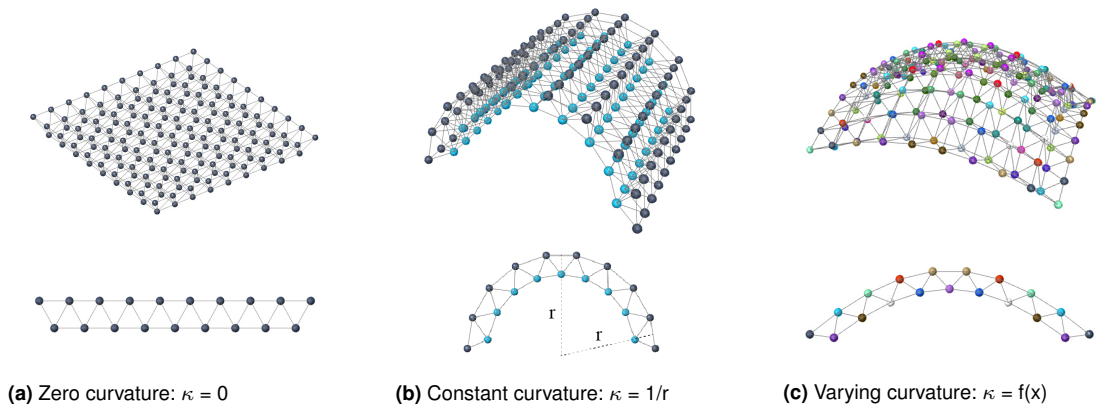 r
r
(a) Zero curvature: κ = 0
(b) Constant curvature: κ = 1/r
(c) Varying curvature: κ = f(x)